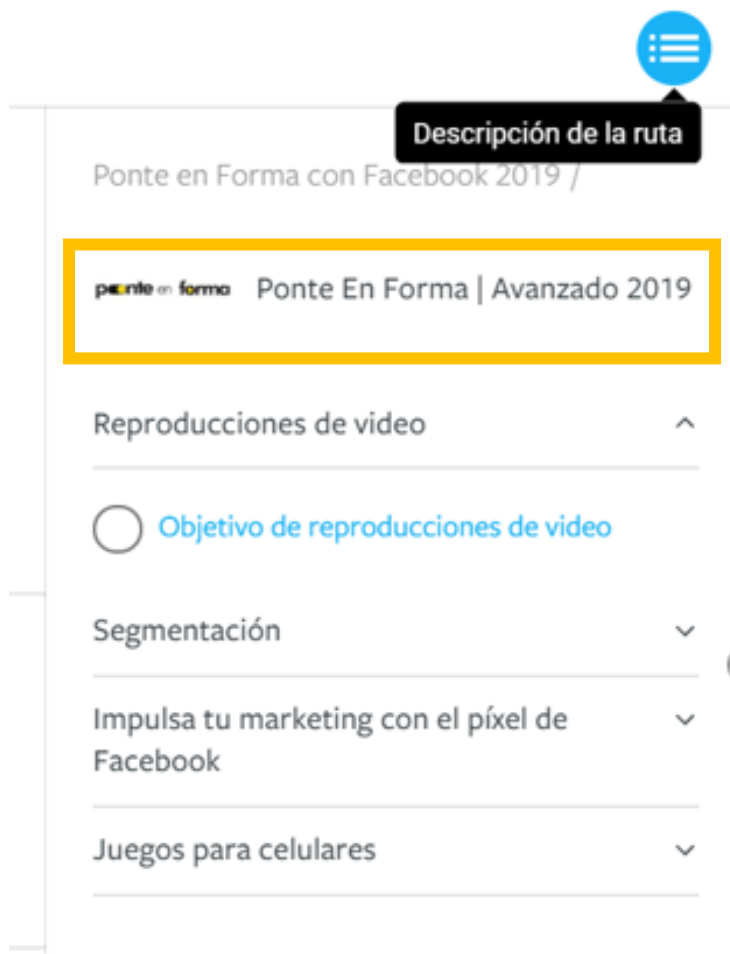 Descripción de la ruta
Ponte en Forma con Facebook 2019 /
ponte en forma Ponte En Forma | Avanzado 2019
Reproducciones de video
Objetivo de reproducciones de video
Segmentación
Impulsa tu marketing con el píxel de
Facebook
Juegos para celulares